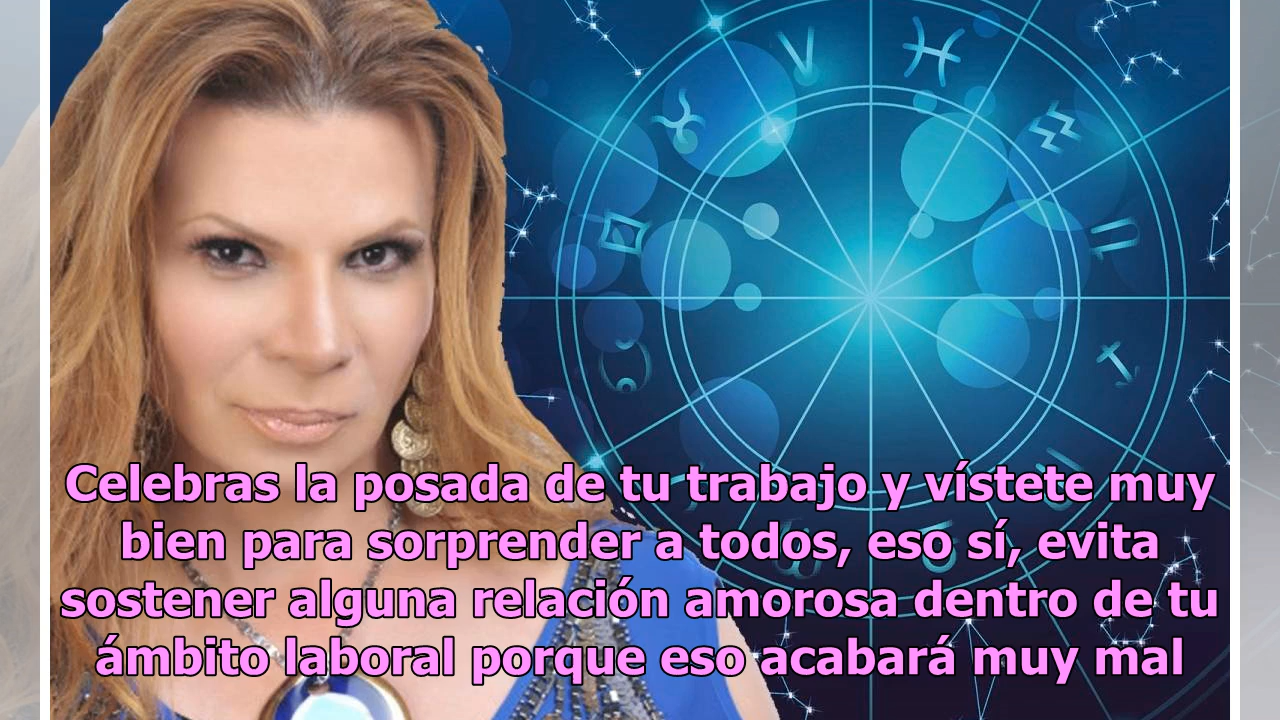 Celebras la posada de tu trabajo y vístete muy
bien para sorprender a todos, eso sí, evita
sostener alguna relación amorosa dentro de tu
ámbito laboral porque eso acabará muy mal